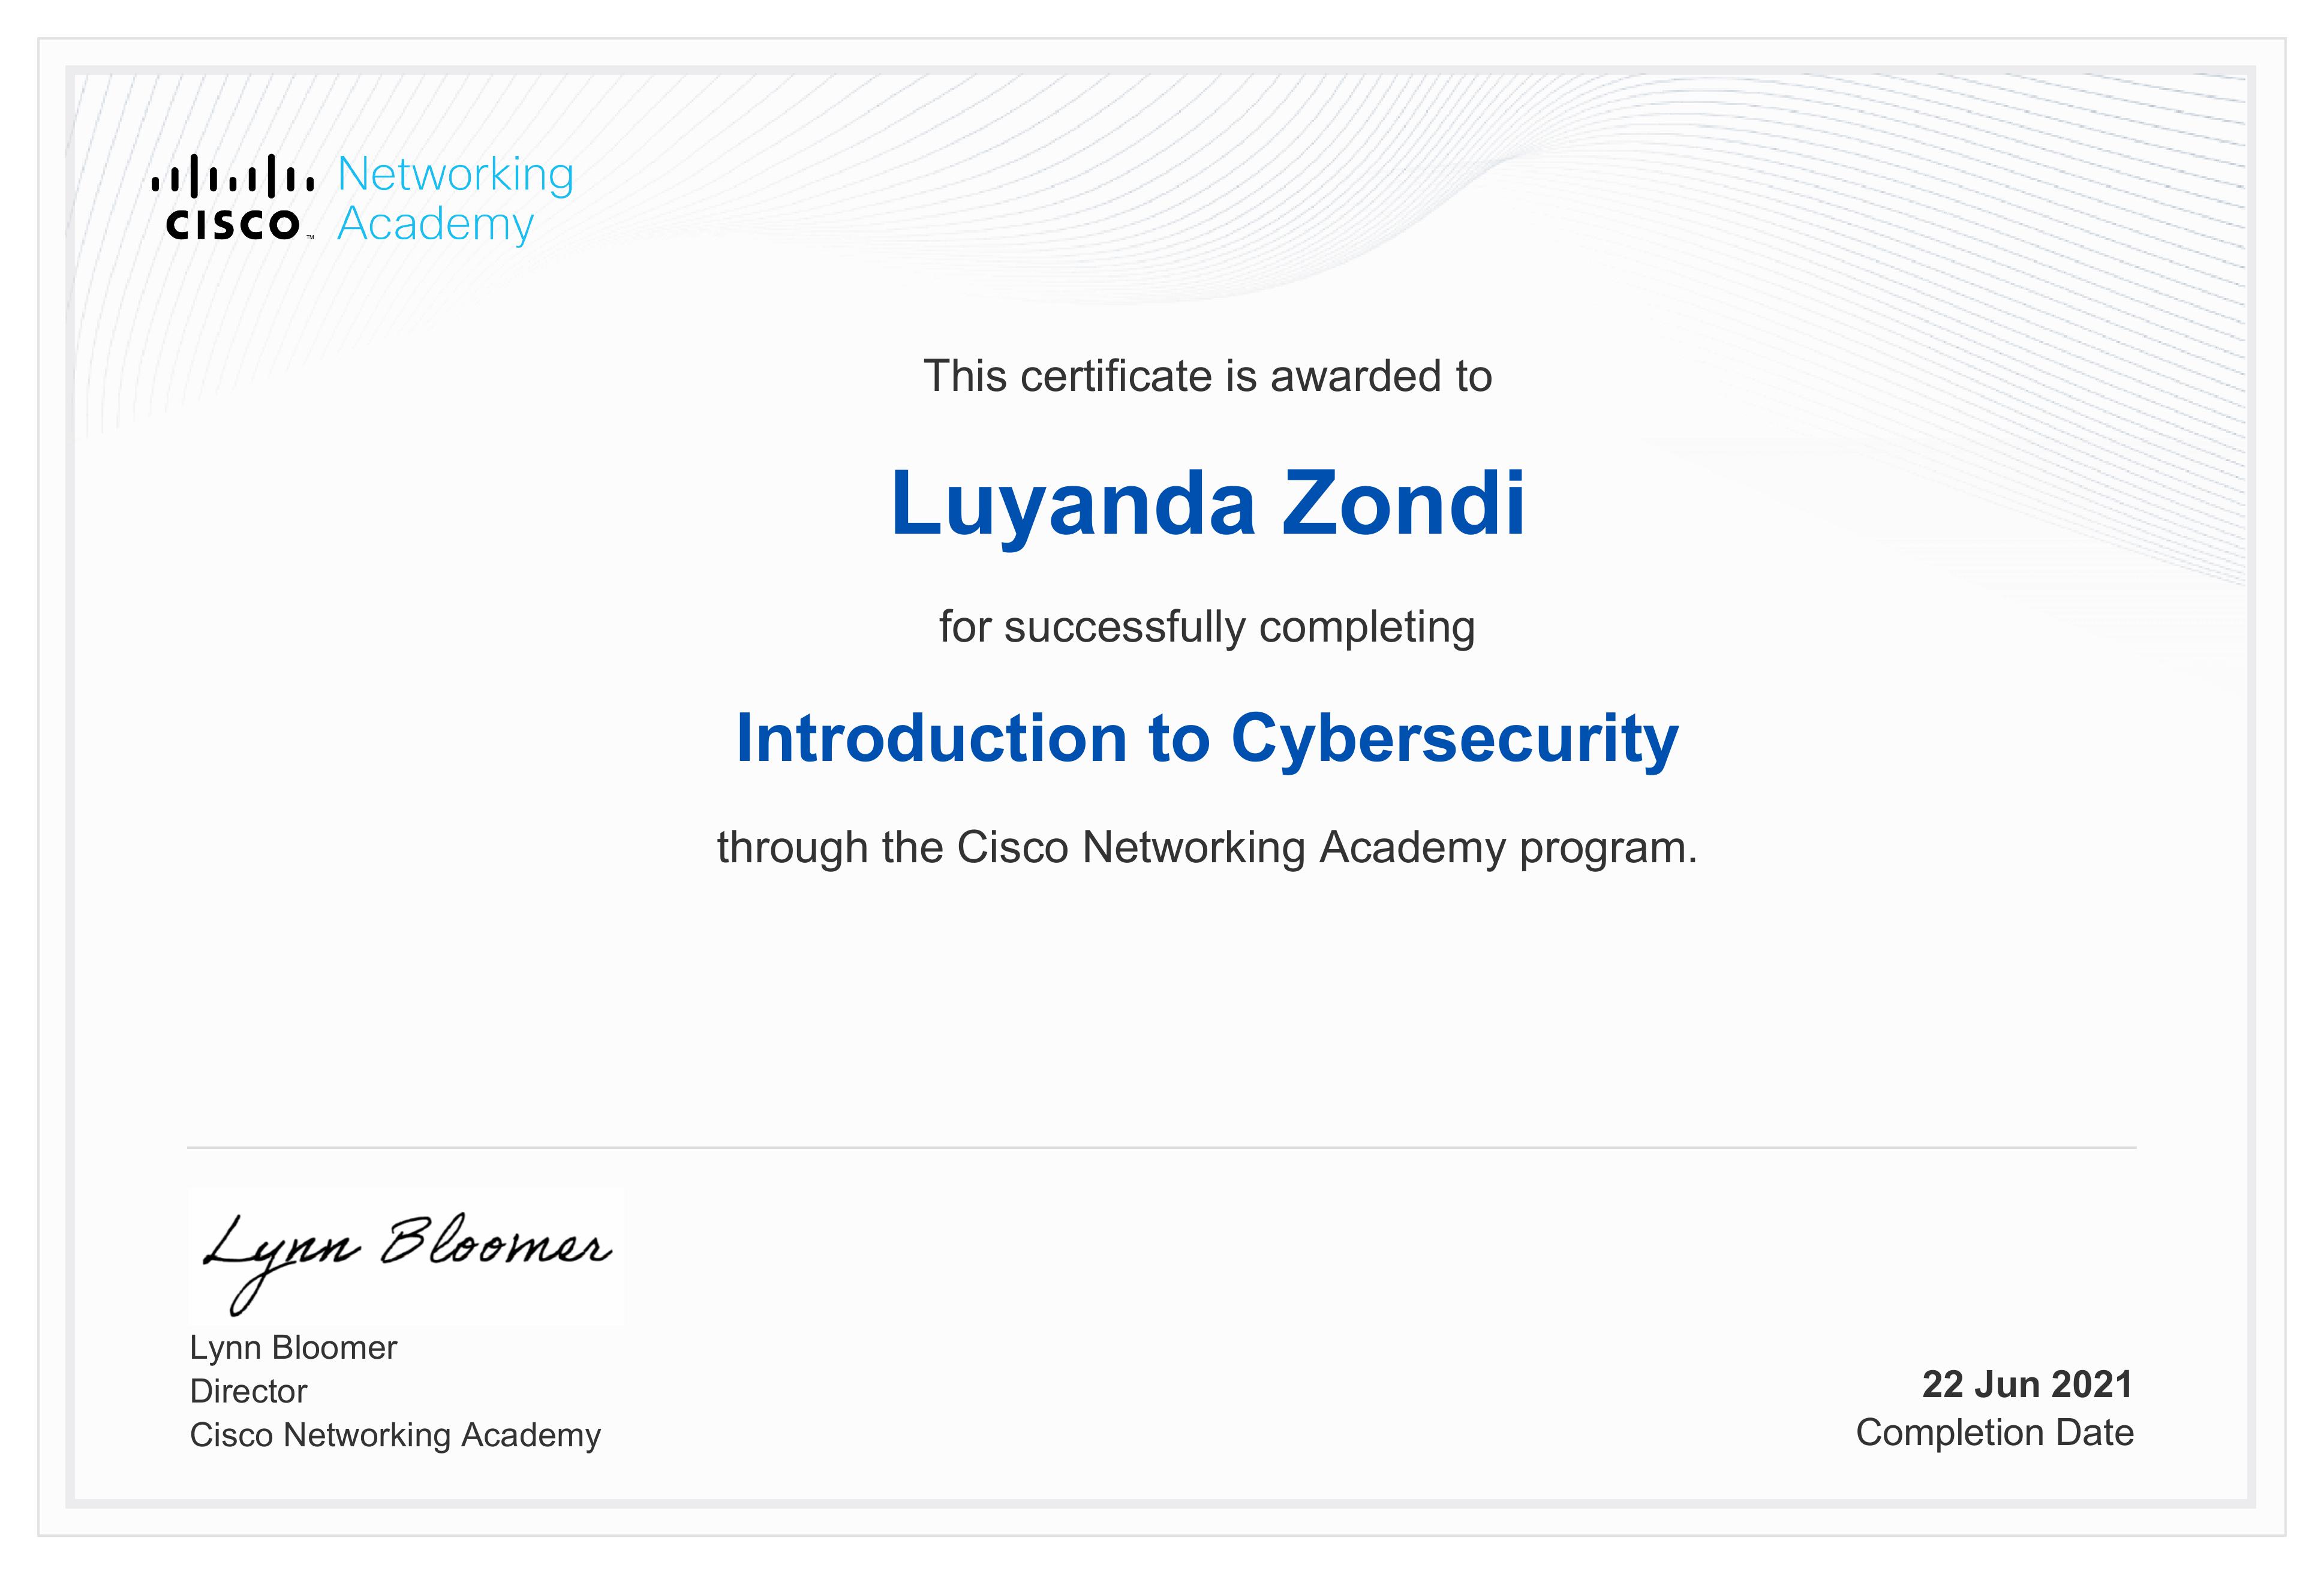 Networking
CISCO™ Academy
This certificate is awarded to
Luyanda Zondi
for successfully completing
Introduction to Cybersecurity
through the Cisco Networking Academy program.
Lynn Bloomer
Lynn Bloomer
Director
Cisco Networking Academy
22 Jun 2021
Completion Date